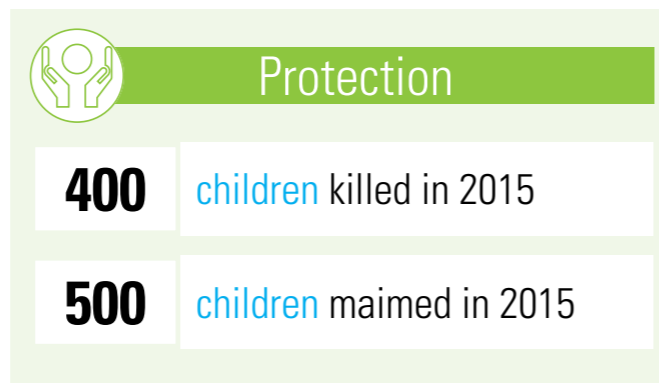 Protection
400 children killed in 2015
500 children maimed in 2015